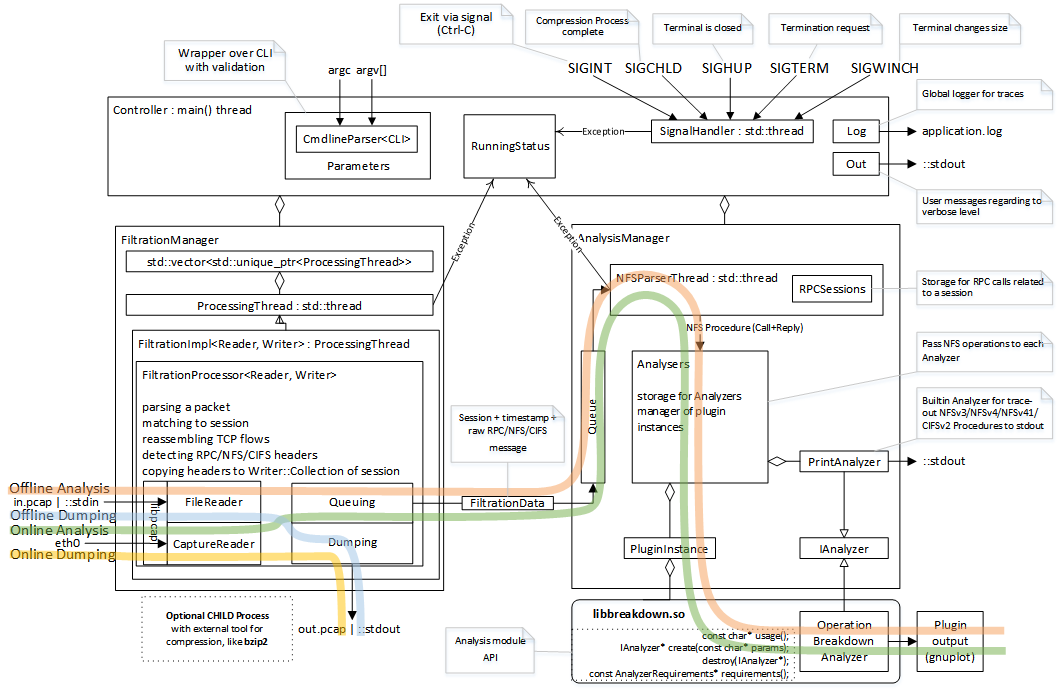 Exit via signal
(Ctrl-C)
Compression Process
complete
Terminal is closed
Termination request
Terminal changes size
Wrapper over CLI
with validation
argc argv[]
SIGINT SIGCHLD SIGHUP SIGTERM SIGWINCH
Global logger for traces
Controller : main() thread
CmdlineParser<CLI>
Parameters
RunningStatus
Exception
SignalHandler : std::thread
Log
application.log
Out
::stdout
User messages regarding to
verbose level
FiltrationManager
std::vector<std::unique_ptr<ProcessingThread>>
ProcessingThread : std::thread
Exception
Exception
AnalysisManager
NFSParserThread : std::thread
RPCSessions
Storage for RPC calls related
to a session
FiltrationImpl<Reader, Writer> : ProcessingThread
FiltrationProcessor<Reader, Writer>
parsing a packet
matching to session
reassembling TCP flows
detecting RPC/NFS/CIFS headers
copying headers to Writer::Collection of session
NFS Procedure (Call+Reply)
Pass NFS operations to each
Analyzer
Analysers
storage for Analyzers
manager of plugin
instances
Queue
Session + timestamp +
raw RPC/NFS/CIFS
message
Builtin Analyzer for trace-
out NFSv3/NFSv4/NFSv41/
CIFSv2 Procedures to stdout
PrintAnalyzer
::stdout
Offline Analysis
in.pcap | ::stdin
Offline Dumping
Online Analysis
eth0
Online Dumping
libpcap
FileReader
CaptureReader
Queuing
Dumping
FiltrationData
PluginInstance
IAnalyzer
Optional CHILD Process
with external tool for
compression, like bzip2
out.pcap | ::stdout
Analysis module
API
libbreakdown.so
const char* usage();
IAnalyzer* create(const char* params);
destroy(IAnalyzer*);
const AnalyzerRequirements* requirements();
Operation
Breakdown
Analyzer
Plugin
output
(gnuplot)